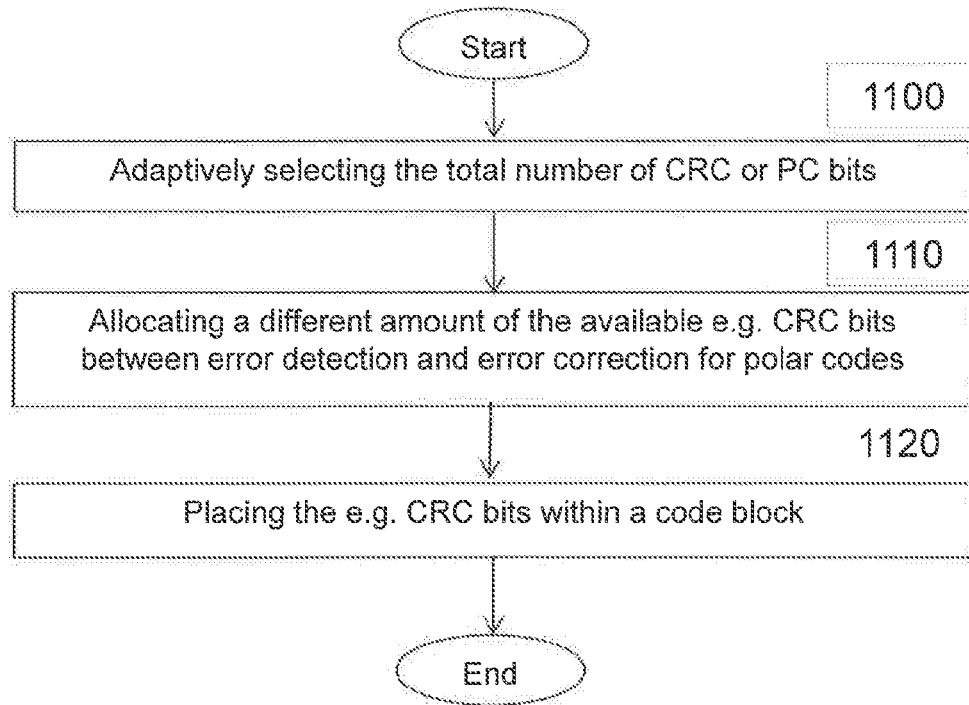 Start
1100
Adaptively selecting the total number of CRC or PC bits
1110
Allocating a different amount of the available e.g. CRC bits
between error detection and error correction for polar codes
1120
Placing the e.g. CRC bits within a code block
End